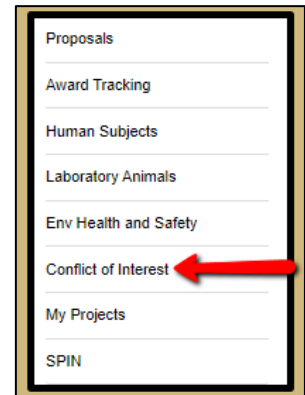 Proposals
Award Tracking
Human Subjects
Laboratory Animals
Env Health and Safety
Conflict of Interest
My Projects
SPIN